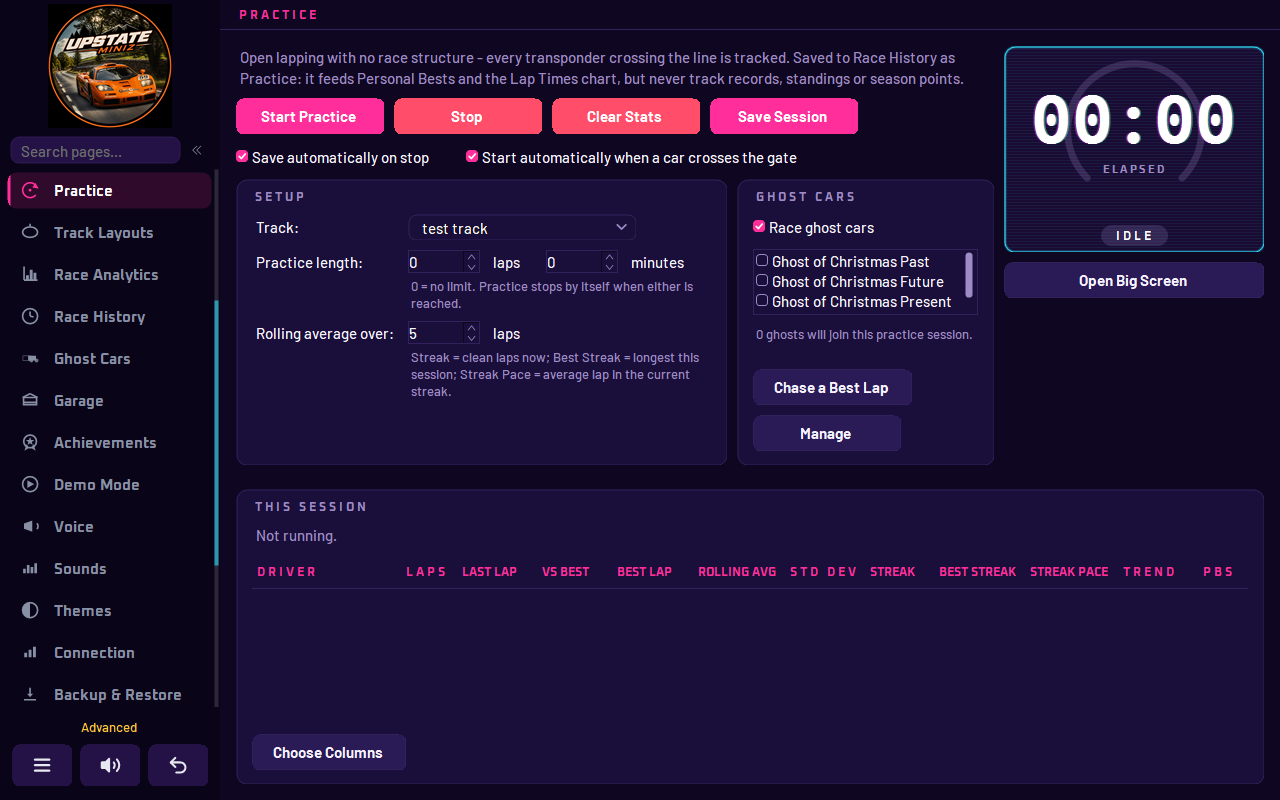 UPSTATE
MINIZ
Search pages...
Practice
Track Layouts
Race Analytics
Race History
Ghost Cars
Garage
Achievements
Demo Mode
Voice
Sounds
Themes
Connection
Backup & Restore
Advanced
PRACTICE
Open lapping with no race structure - every transponder crossing the line is tracked. Saved to Race History as
Practice: it feeds Personal Bests and the Lap Times chart, but never track records, standings or season points.
Start Practice
Stop
Clear Stats
Save Session
Save automatically on stop
Start automatically when a car crosses the gate
SETUP
Track:
test track
Practice length:
0
laps
0
minutes
0 = no limit. Practice stops by itself when either is
reached.
Rolling average over:
5
laps
Streak = clean laps now; Best Streak = longest this
session; Streak Pace = average lap in the current
streak.
GHOST CARS
Race ghost cars
Ghost of Christmas Past
Ghost of Christmas Future
Ghost of Christmas Present
0 ghosts will join this practice session.
Chase a Best Lap
Manage
00:00
ELAPSED
IDLE
Open Big Screen
THIS SESSION
Not running.
DRIVER LAPS LAST LAP VS BEST BEST LAP ROLLING AVG STD DEV STREAK BEST STREAK STREAK PACE TREND PBS
Choose Columns